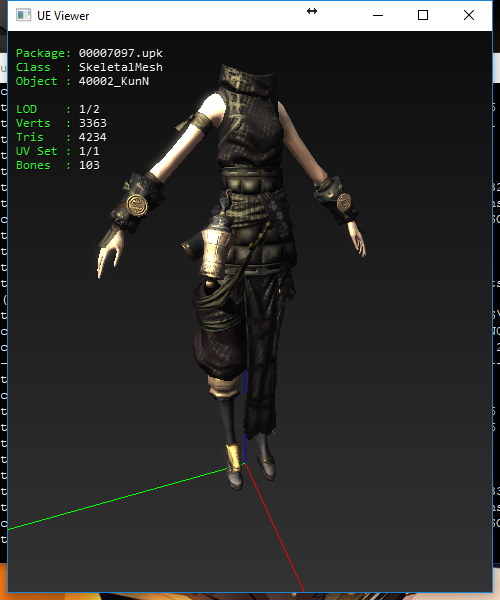 UE Viewer
Package: 00007097.upk
Class : SkeletalMesh
Object : 40002_KunN
LOD : 1/2
Verts : 3363
Tris : 4234
UV Set : 1/1
Bones : 103